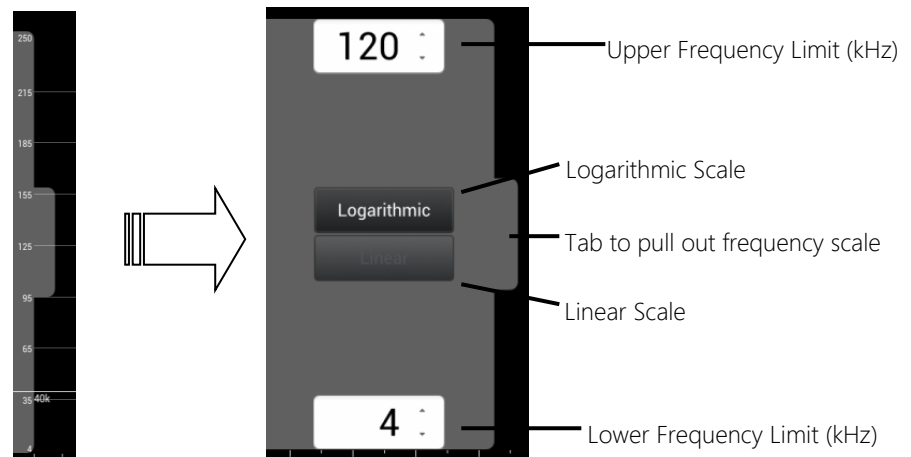 250
215
185
155
125
95
65
35 40k
4
120
Upper Frequency Limit (kHz)
Logarithmic
Logarithmic Scale
Linear
Tab to pull out frequency scale
Linear Scale
4
Lower Frequency Limit (kHz)